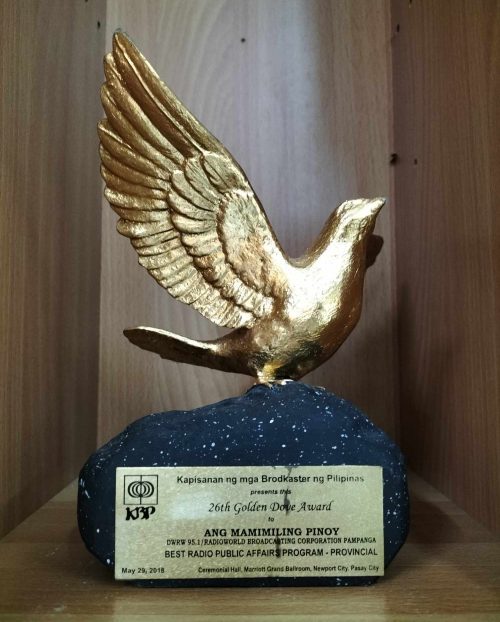 Kapisanan ng mga Brodkaster ng Pilipinas
presents this
26th Golden Dove Award
to
ANG MAMIMILING PINOY
DWRW 95.1/RADIOWORLD BROADCASTING CORPORATION PAMPANGA
BEST RADIO PUBLIC AFFAIRS PROGRAM - PROVINCIAL
KBP
May 29, 2018
Ceremonial Hall, Marriott Grand Ballroom, Newport City, Pasay City